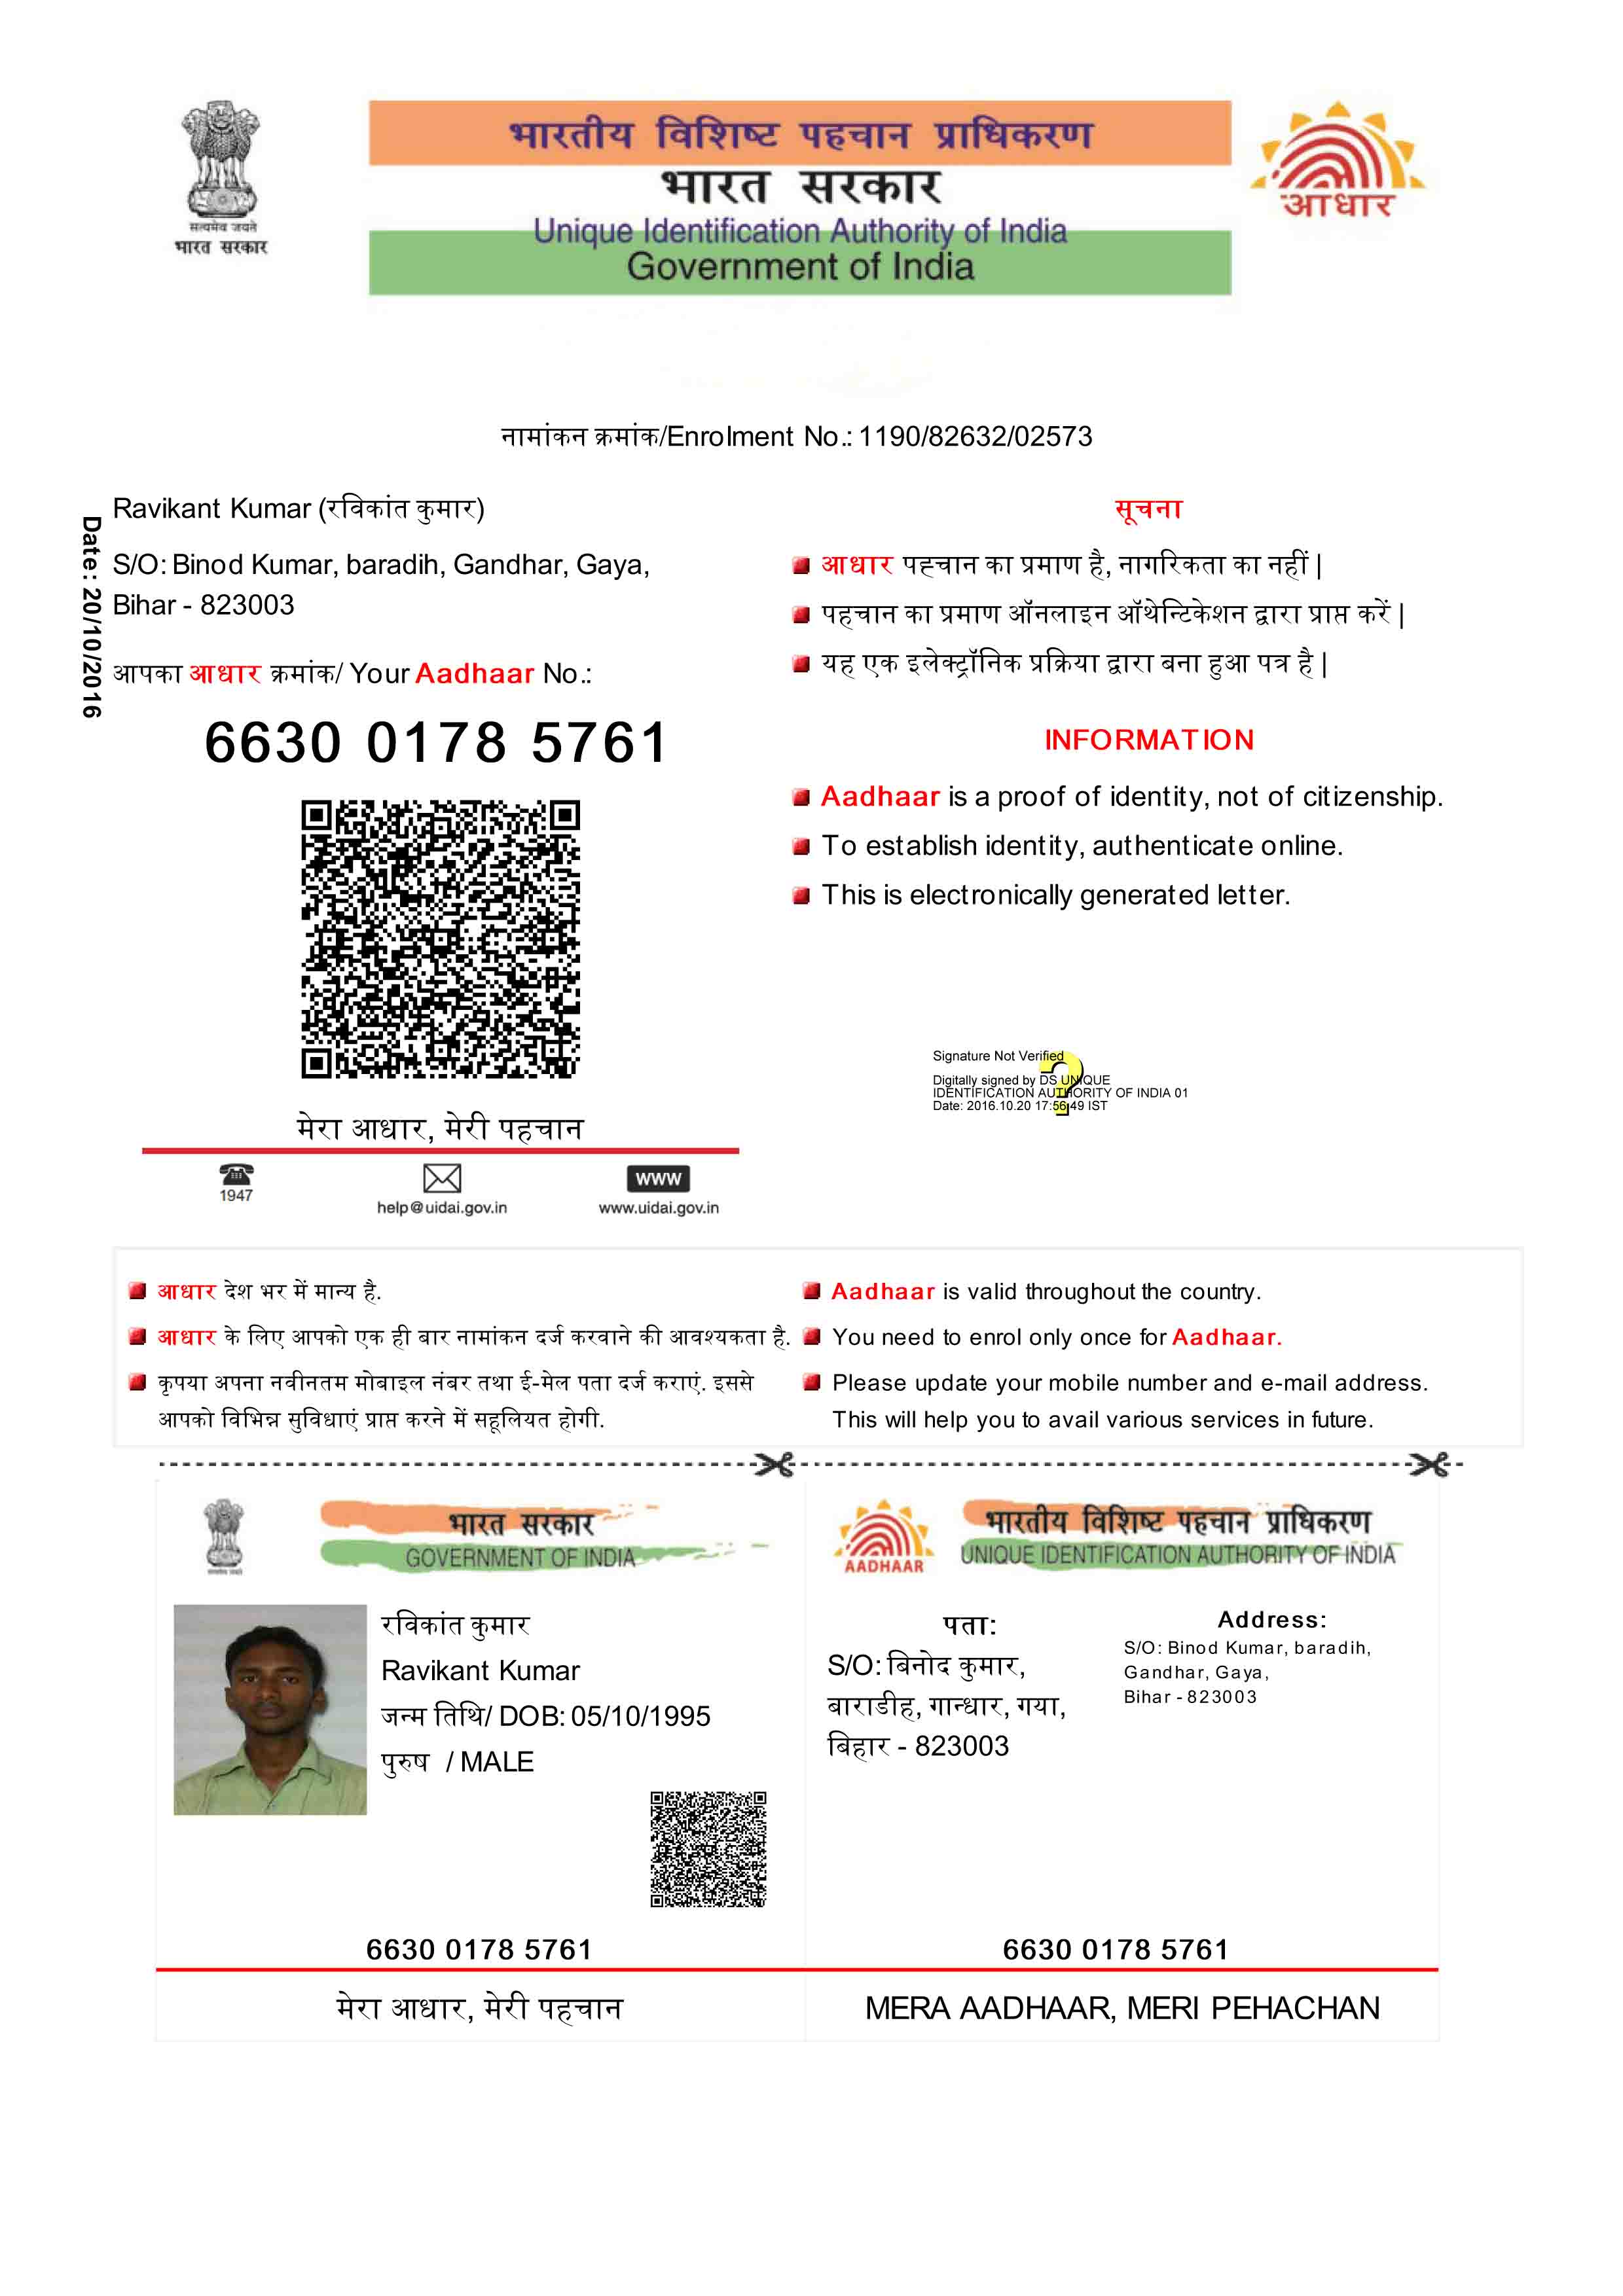 भारतीय विशिष्ट पहचान प्राधिकरण
भारत सरकार
Unique Identification Authority of India
Government of India
सत्यमेव जयते
भारत सरकार
आधार
नामांकन क्रमांक/Enrolment No.: 1190/82632/02573
Date: 20/10/2016
Ravikant Kumar (रविकांत कुमार)
S/O: Binod Kumar, baradih, Gandhar, Gaya,
Bihar - 823003
आपका आधार क्रमांक/ Your Aadhaar No.:
6630 0178 5761
मेरा आधार, मेरी पहचान
1947
help@uidai.gov.in
www
www.uidai.gov.in
सूचना
आधार पहचान का प्रमाण है, नागरिकता का नहीं |
पहचान का प्रमाण ऑनलाइन ऑथेन्टिकेशन द्वारा प्राप्त करें |
यह एक इलेक्ट्रॉनिक प्रक्रिया द्वारा बना हुआ पत्र है |
INFORMATION
Aadhaar is a proof of identity, not of citizenship.
To establish identity, authenticate online.
This is electronically generated letter.
Signature Not Verified
Digitally signed by DS UNIQUE
IDENTIFICATION AUTHORITY OF INDIA 01
Date: 2016.10.20 17:56:49 IST
आधार देश भर में मान्य है.
आधार के लिए आपको एक ही बार नामांकन दर्ज करवाने की आवश्यकता है.
कृपया अपना नवीनतम मोबाइल नंबर तथा ई-मेल पता दर्ज कराएं. इससे
आपको विभिन्न सुविधाएं प्राप्त करने में सहूलियत होगी.
Aadhaar is valid throughout the country.
You need to enrol only once for Aadhaar.
Please update your mobile number and e-mail address.
This will help you to avail various services in future.
भारत सरकार
GOVERNMENT OF INDIA
रविकांत कुमार
Ravikant Kumar
जन्म तिथि/ DOB: 05/10/1995
पुरुष / MALE
6630 0178 5761
मेरा आधार, मेरी पहचान
AADHAAR
भारतीय विशिष्ट पहचान प्राधिकरण
UNIQUE IDENTIFICATION AUTHORITY OF INDIA
पता:
S/O: बिनोद कुमार,
बाराडीह, गान्धार, गया,
बिहार - 823003
Address:
S/O: Binod Kumar, baradih,
Gandhar, Gaya,
Bihar - 823003
6630 0178 5761
MERA AADHAAR, MERI PEHACHAN